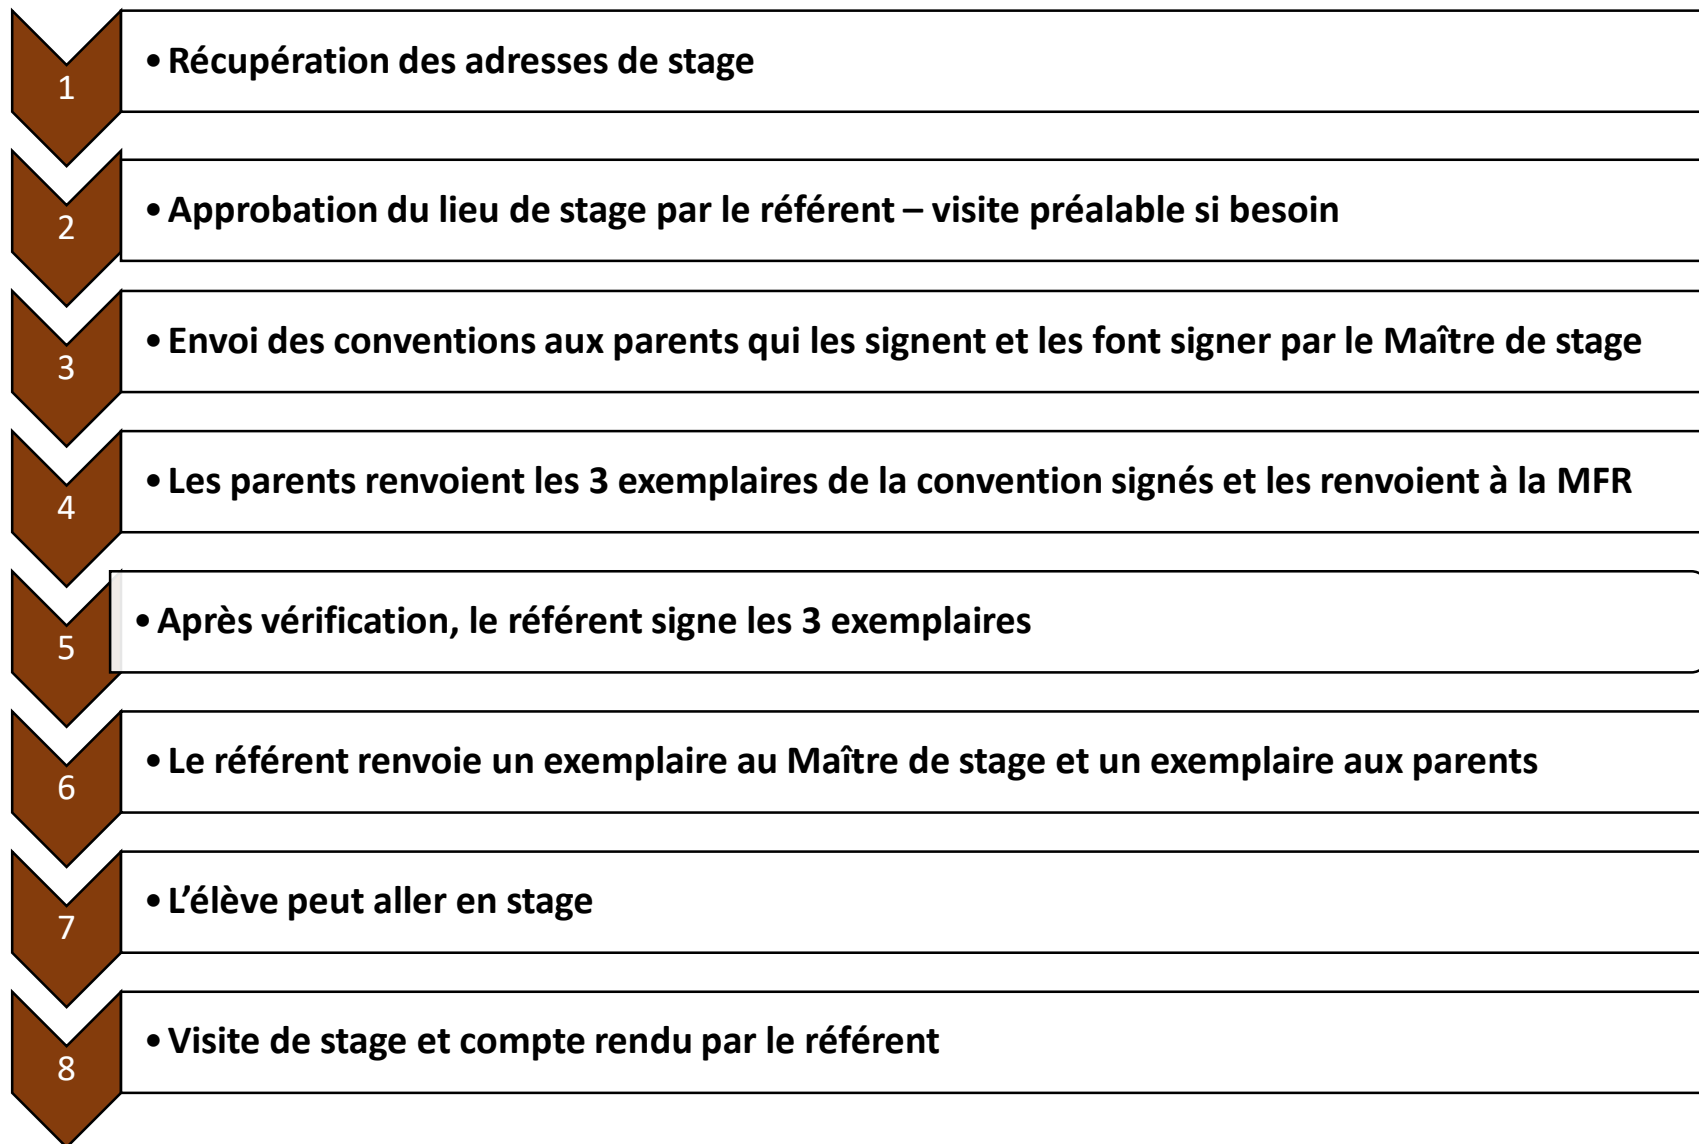 1
• Récupération des adresses de stage
2
• Approbation du lieu de stage par le référent – visite préalable si besoin
3
• Envoi des conventions aux parents qui les signent et les font signer par le Maître de stage
4
• Les parents renvoient les 3 exemplaires de la convention signés et les renvoient à la MFR
5
• Après vérification, le référent signe les 3 exemplaires
6
• Le référent renvoie un exemplaire au Maître de stage et un exemplaire aux parents
7
• L’élève peut aller en stage
8
• Visite de stage et compte rendu par le référent